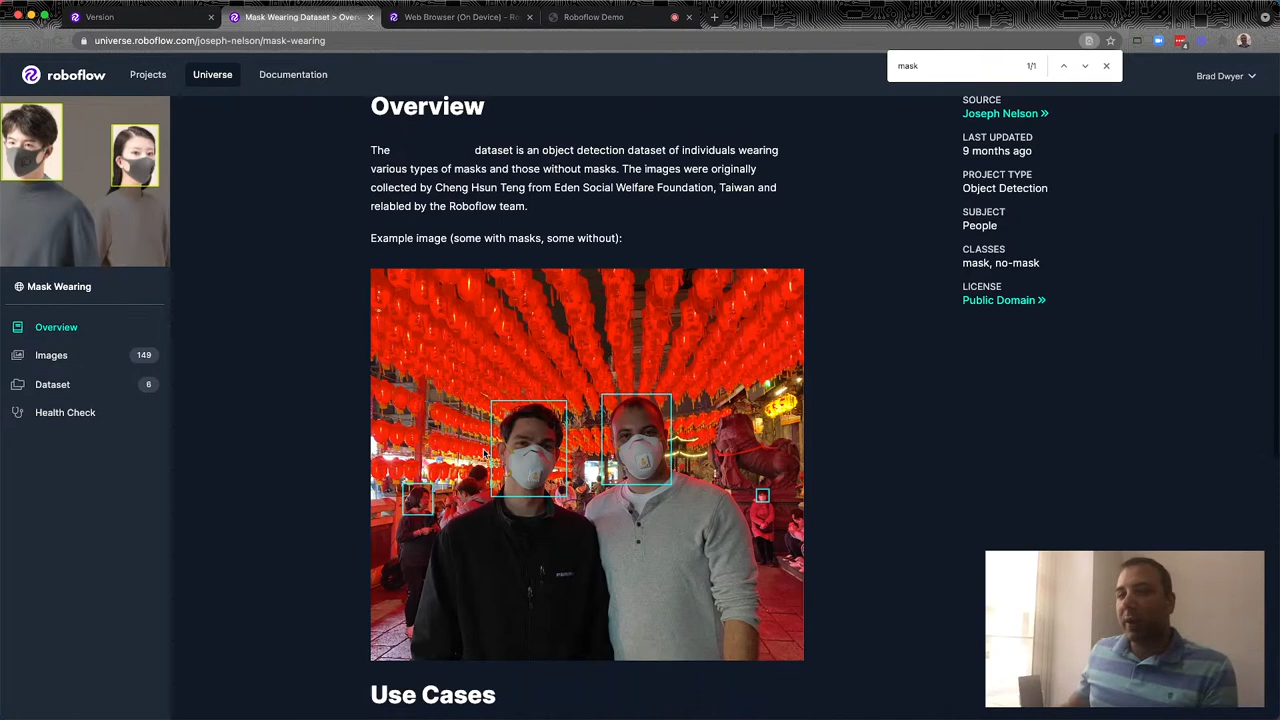 Version
Mask Wearing Dataset > Over
Web Browser (On Device) - Ro
Roboflow Demo
universe.roboflow.com/joseph-nelson/mask-wearing
mask
1/1
roboflow
Projects
Universe
Documentation
Brad Dwyer
Mask Wearing
Overview
Images
149
Dataset
6
Health Check
Overview
The dataset is an object detection dataset of individuals wearing
various types of masks and those without masks. The images were originally
collected by Cheng Hsun Teng from Eden Social Welfare Foundation, Taiwan and
relabled by the Roboflow team.
Example image (some with masks, some without):
Use Cases
SOURCE
Joseph Nelson »
LAST UPDATED
9 months ago
PROJECT TYPE
Object Detection
SUBJECT
People
CLASSES
mask, no-mask
LICENSE
Public Domain »